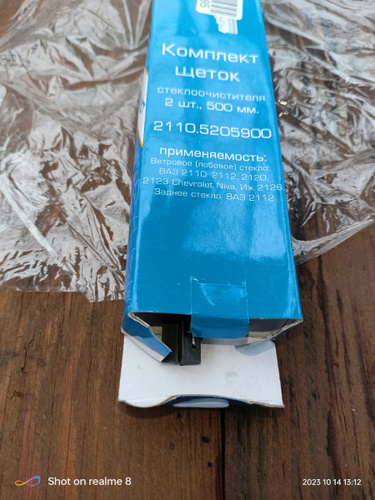 Комплект
щеток
стеклоочистителя
2 шт., 500 мм.
2110.5205900
применяемость:
Ветровое (лобовое) стекло:
ВАЗ 2110-2112, 2120,
2123 Chevrolet Niva, Иж 2126
Заднее стекло: ВАЗ 2112
Shot on realme 8
2023 10 14 13:12